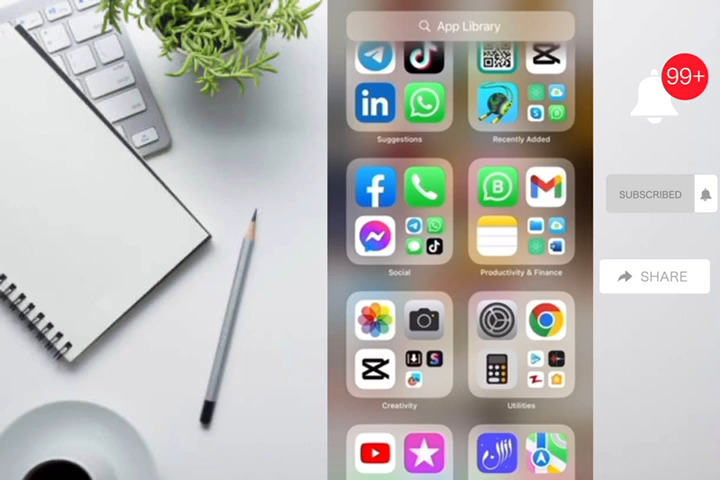 App Library
Suggestions
Recently Added
Social
Productivity & Finance
Creativity
Utilities
99+
SUBSCRIBED
SHARE